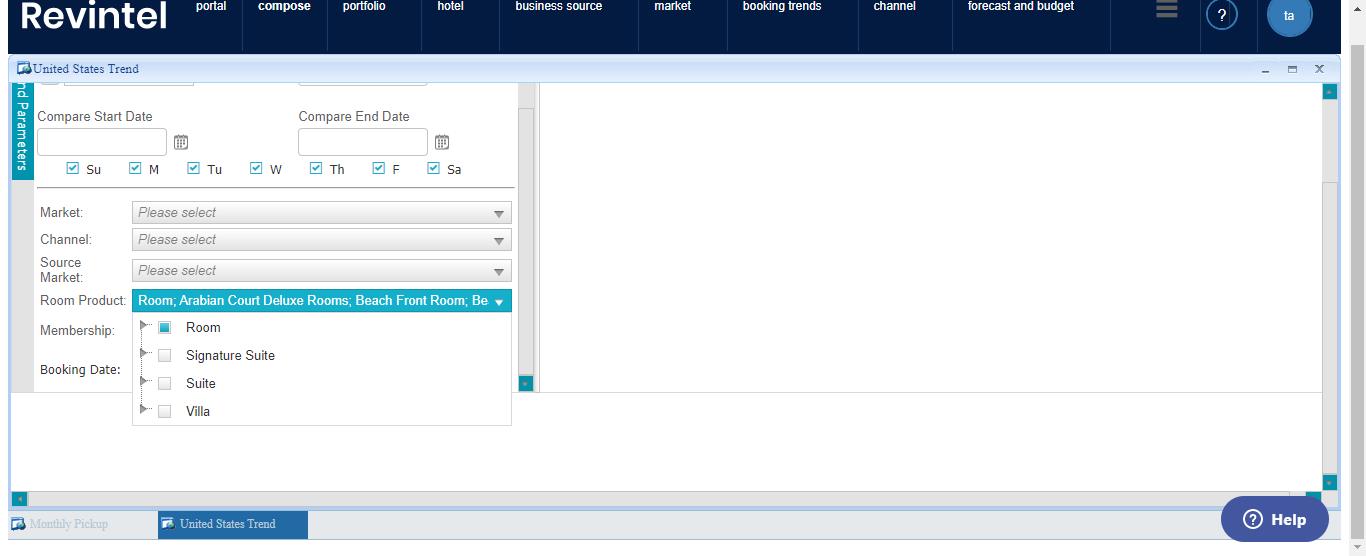 Revintel
portal
compose
portfolio
hotel
business source
market
booking trends
channel
forecast and budget
?
ta
United States Trend
nd Parameters
Compare Start Date
Compare End Date
Su M Tu W Th F Sa
Market: Please select
Channel: Please select
Source
Market: Please select
Room Product: Room; Arabian Court Deluxe Rooms; Beach Front Room; Be
Membership:
Booking Date:
Room
Signature Suite
Suite
Villa
Monthly Pickup
United States Trend
? Help